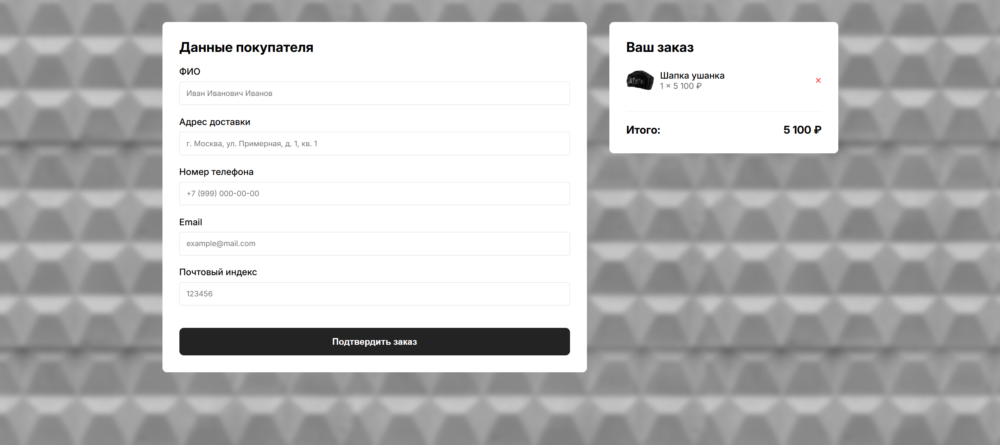 Данные покупателя
ФИО
Иван Иванович Иванов
Адрес доставки
г. Москва, ул. Примерная, д. 1, кв. 1
Номер телефона
+7 (999) 000-00-00
Email
example@mail.com
Почтовый индекс
123456
Подтвердить заказ
Ваш заказ
Шапка ушанка
1 × 5 100 ₽
Итого:
5 100 ₽